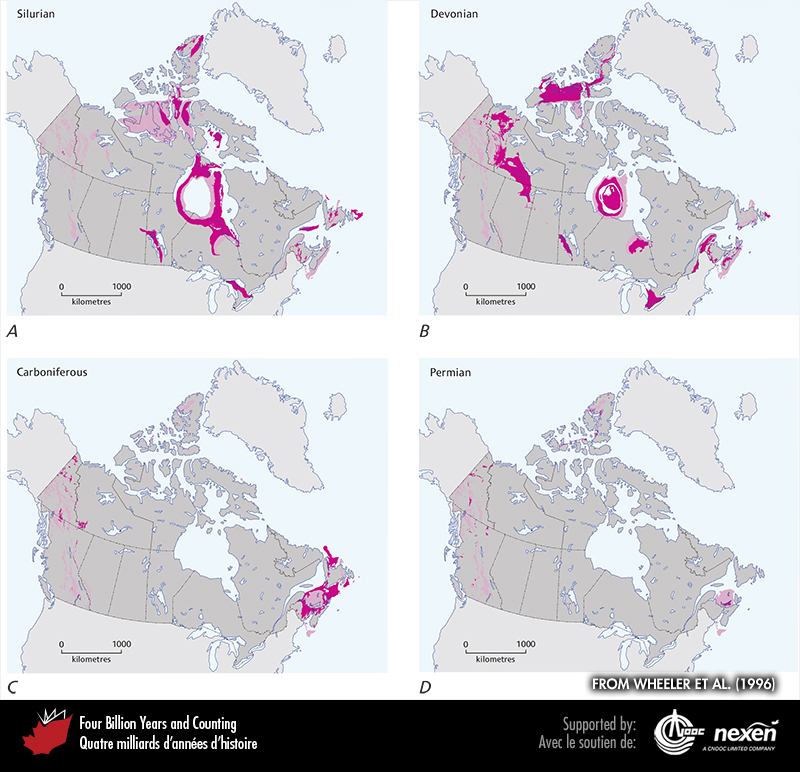 Silurian
0 1000
kilometres
A
Devonian
0 1000
kilometres
B
Carboniferous
0 1000
kilometres
C
Permian
0 1000
kilometres
D
FROM WHEELER ET AL. (1996)
Four Billion Years and Counting
Quatre milliards d'années d'histoire
Supported by:
Avec le soutien de:
CNOOC
nexen
A CNOOC LIMITED COMPANY